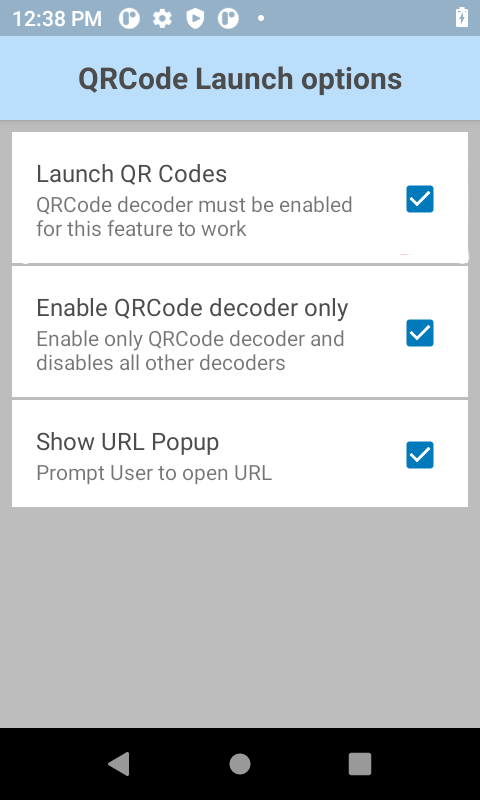 12:38 PM
QRCode Launch options
Launch QR Codes
QRCode decoder must be enabled
for this feature to work
Enable QRCode decoder only
Enable only QRCode decoder and
disables all other decoders
Show URL Popup
Prompt User to open URL